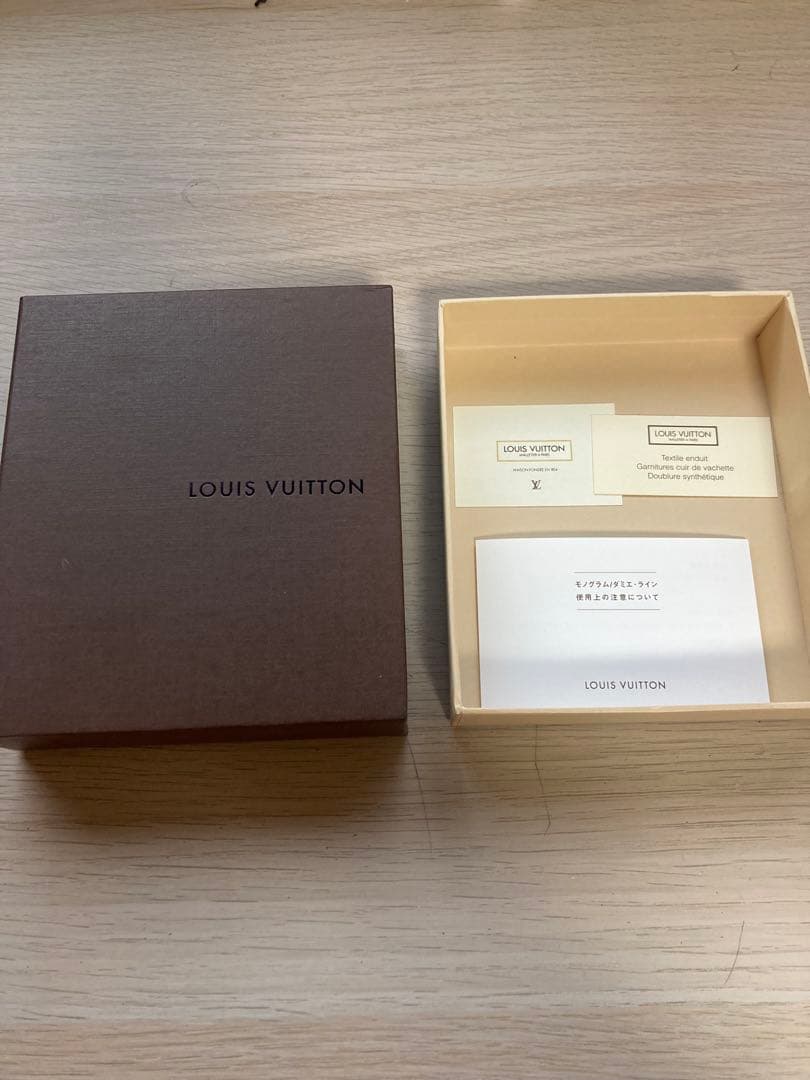 LOUIS VUITTON
LOUIS VUITTON
MALLETIER A PARIS
MAISON FONDÉE EN 1854
LV
LOUIS VUITTON
MALLETIER A PARIS
Textile enduit
Garnitures cuir de vachette
Doublure synthétique
モノグラム/ダミエ・ライン
使用上の注意について
LOUIS VUITTON